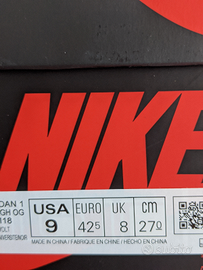 NIKE
DAN 1
GH OG
118
VOLT
UNIVERSITEIT
USA EURO UK cm
9 42.5 8 27.0
MADE IN CHINA / FABRIQUÉ EN CHINE / HECHO EN CHINA